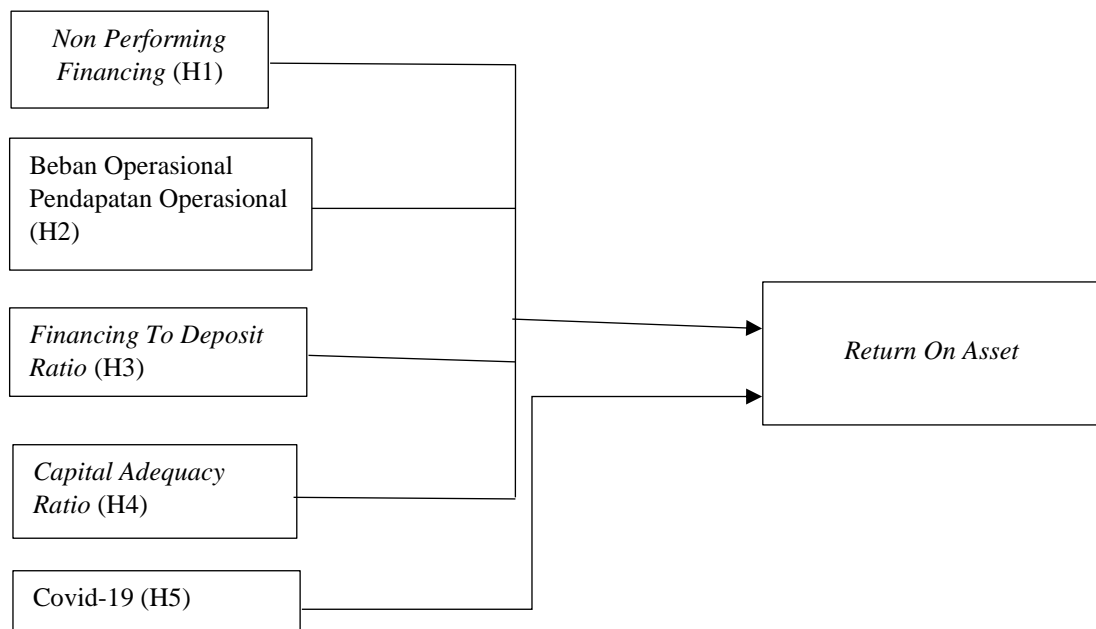 Non Performing
Financing (H1)
Beban Operasional
Pendapatan Operasional
(H2)
Financing To Deposit
Ratio (H3)
Return On Asset
Capital Adequacy
Ratio (H4)
Covid-19 (H5)